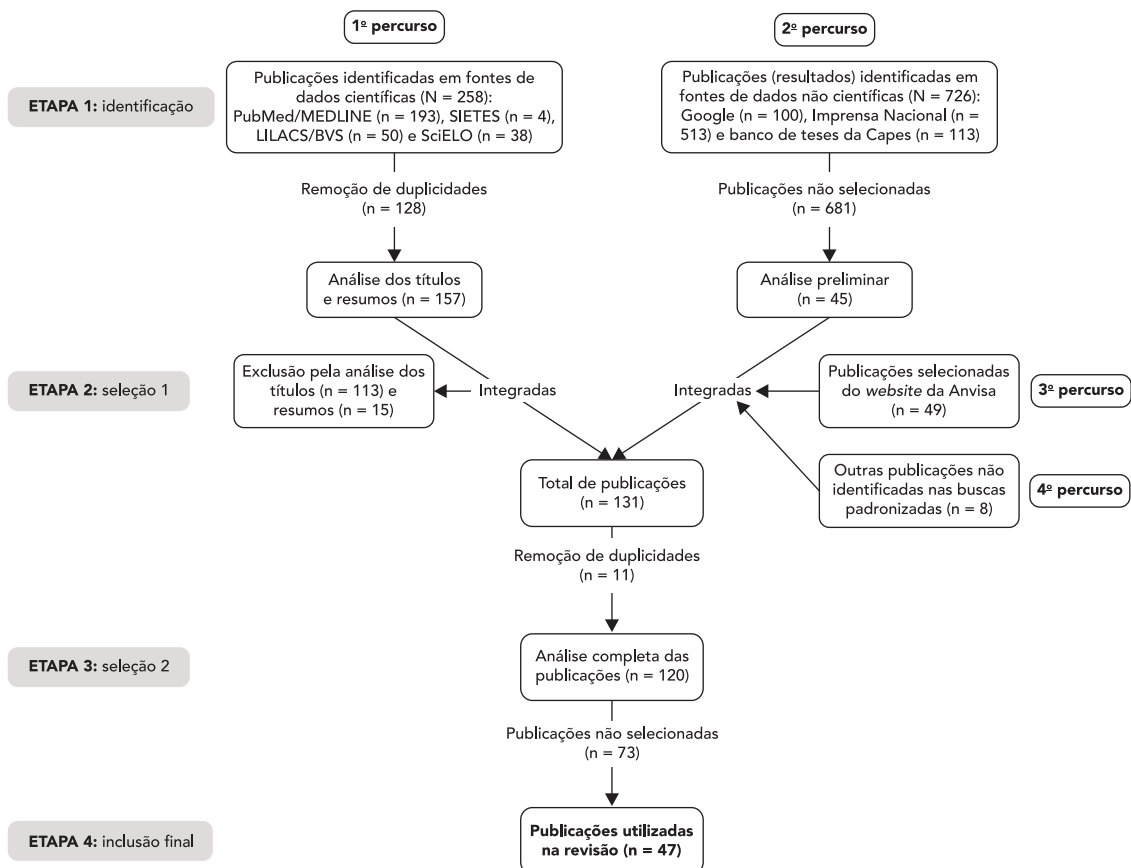 1º percurso
2º percurso
ETAPA 1: identificação
Publicações identificadas em fontes de
dados científicas (N = 258):
PubMed/MEDLINE (n = 193), SIETES (n = 4),
LILACS/BVS (n = 50) e SciELO (n = 38)
Publicações (resultados) identificadas em
fontes de dados não científicas (N = 726):
Google (n = 100), Imprensa Nacional (n =
513) e banco de teses da Capes (n = 113)
Remoção de duplicidades
(n = 128)
Publicações não selecionadas
(n = 681)
Análise dos títulos
e resumos (n = 157)
Análise preliminar
(n = 45)
ETAPA 2: seleção 1
Exclusão pela análise dos
títulos (n = 113) e
resumos (n = 15)
Integradas
Integradas
Publicações selecionadas
do website da Anvisa
(n = 49)
3º percurso
Outras publicações não
identificadas nas buscas
padronizadas (n = 8)
4º percurso
Total de publicações
(n = 131)
Remoção de duplicidades
(n = 11)
ETAPA 3: seleção 2
Análise completa das
publicações (n = 120)
Publicações não selecionadas
(n = 73)
ETAPA 4: inclusão final
Publicações utilizadas
na revisão (n = 47)